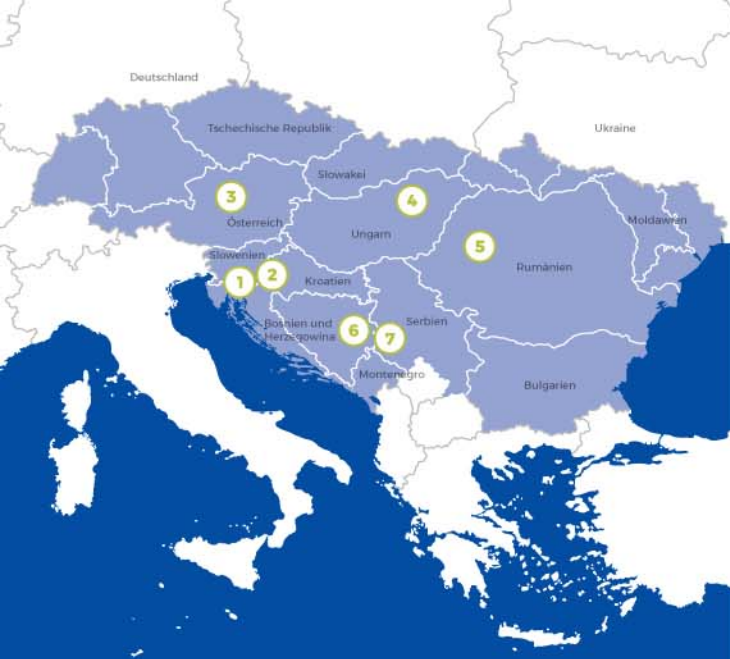 Deutschland
Tschechische Republik
Ukraine
Slowakei
3
4
Österreich
Moldawien
Ungarn
5
Slowenien
Rumänien
1
2
Kroatien
Bosnien und
Herzegowina
6
7
Serbien
Montenegro
Bulgarien